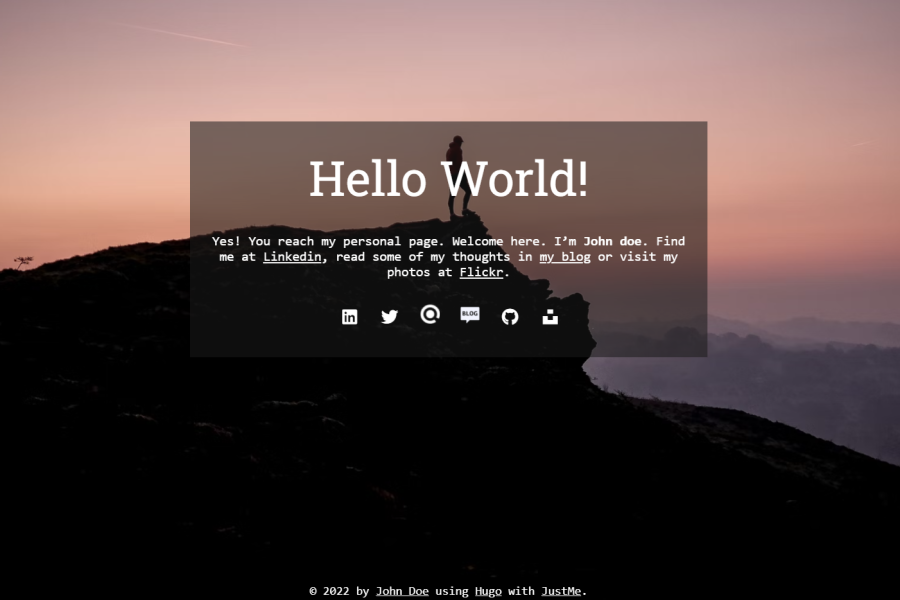 Hello World!
Yes! You reach my personal page. Welcome here. I’m John doe. Find
me at Linkedin, read some of my thoughts in my blog or visit my
photos at Flickr.
in BLOG
© 2022 by John Doe using Hugo with JustMe.